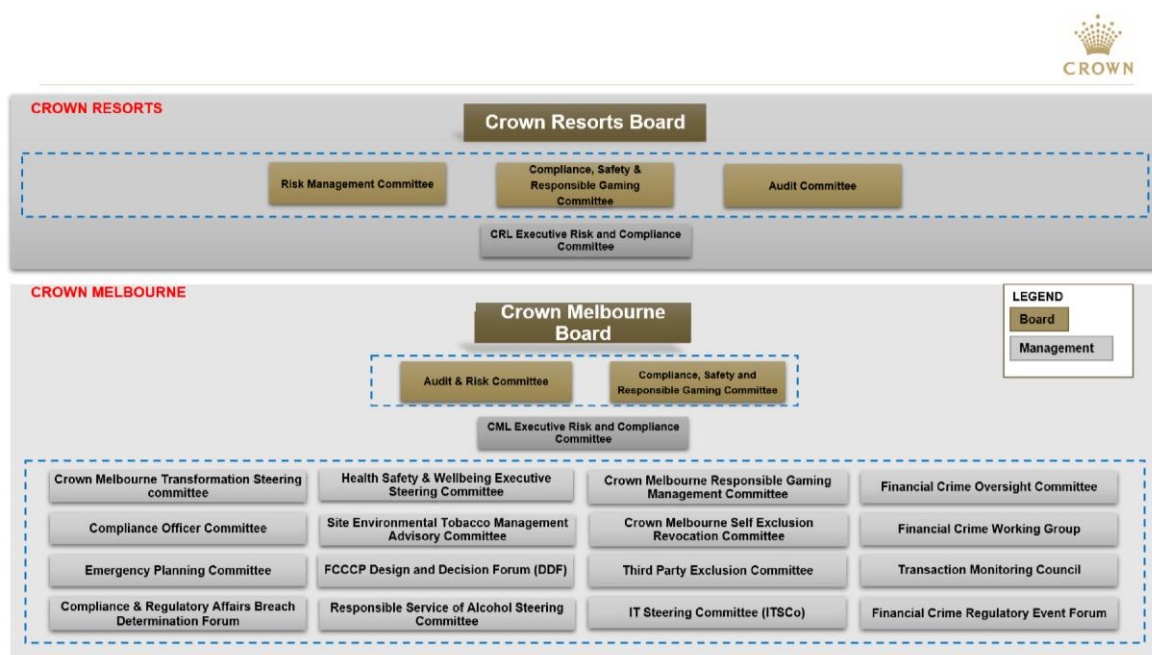 CROWN
CROWN RESORTS
Crown Resorts Board
Risk Management Committee
Compliance, Safety &
Responsible Gaming
Committee
Audit Committee
CRL Executive Risk and Compliance
Committee
CROWN MELBOURNE
Crown Melbourne
Board
LEGEND
Board
Management
Audit & Risk Committee
Compliance, Safety and
Responsible Gaming Committee
CML Executive Risk and Compliance
Committee
Crown Melbourne Transformation Steering
committee
Health Safety & Wellbeing Executive
Steering Committee
Crown Melbourne Responsible Gaming
Management Committee
Financial Crime Oversight Committee
Compliance Officer Committee
Site Environmental Tobacco Management
Advisory Committee
Crown Melbourne Self Exclusion
Revocation Committee
Financial Crime Working Group
Emergency Planning Committee
FCCCP Design and Decision Forum (DDF)
Third Party Exclusion Committee
Transaction Monitoring Council
Compliance & Regulatory Affairs Breach
Determination Forum
Responsible Service of Alcohol Steering
Committee
IT Steering Committee (ITSCo)
Financial Crime Regulatory Event Forum